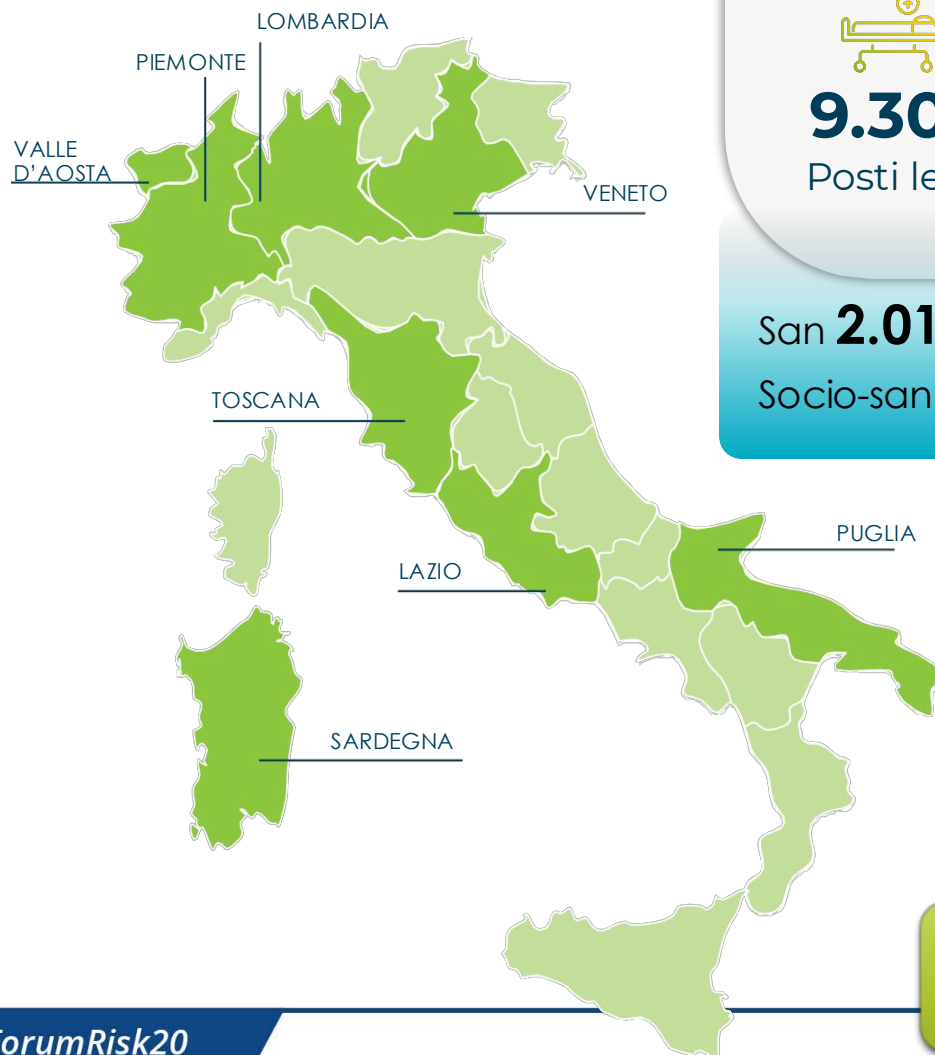 LOMBARDIA
PIEMONTE
VALLE
D'AOSTA
VENETO
9.30
Posti le
San 2.01
Socio-san
TOSCANA
PUGLIA
LAZIO
SARDEGNA
ForumRisk20